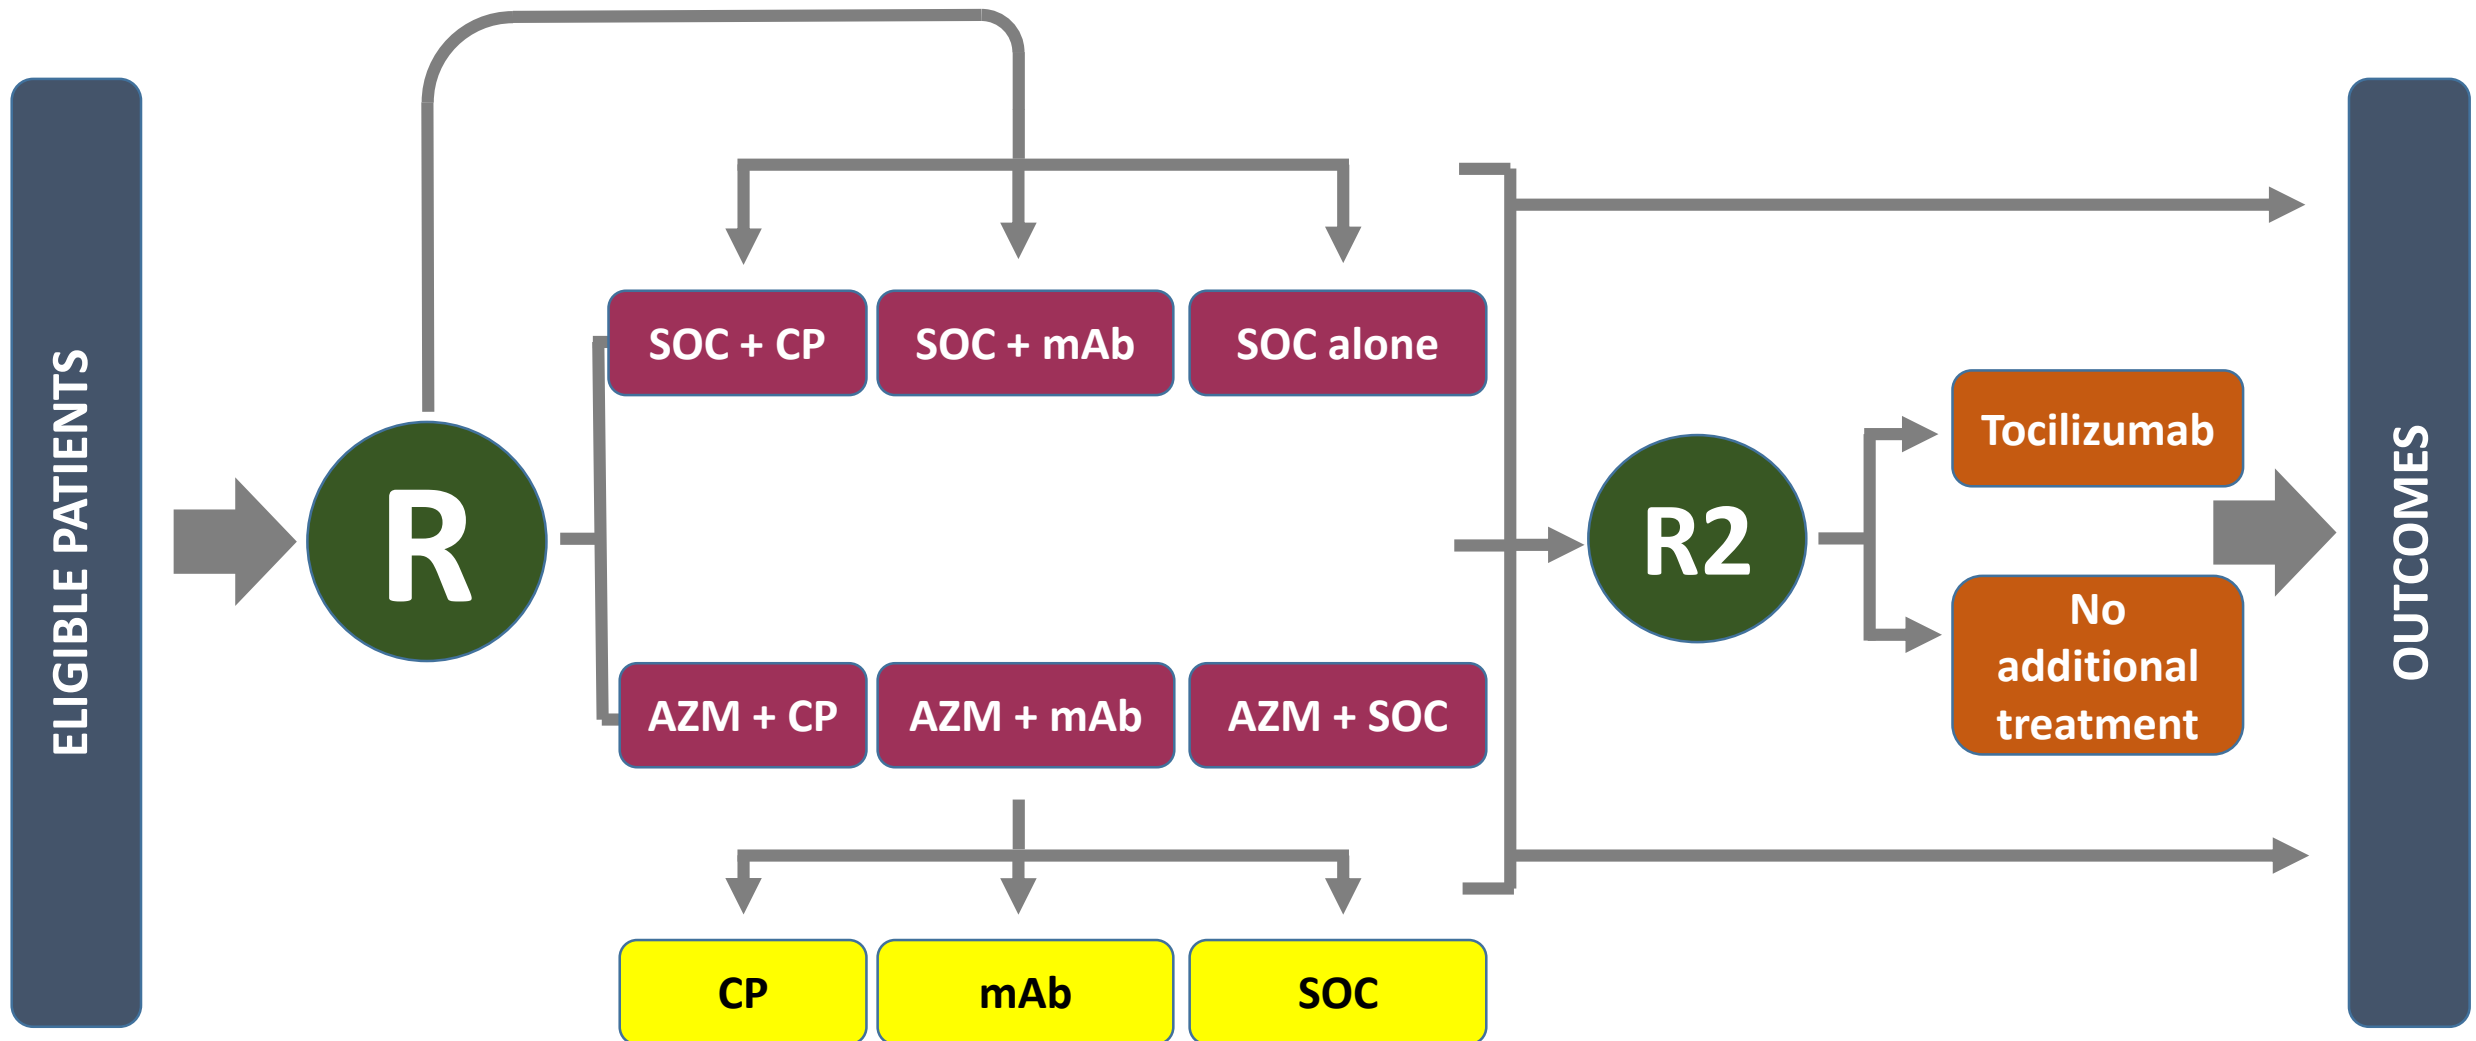 ELIGIBLE PATIENTS
R
SOC + CP
SOC + mAb
SOC alone
AZM + CP
AZM + mAb
AZM + SOC
CP
mAb
SOC
R2
Tocilizumab
No
additional
treatment
OUTCOMES